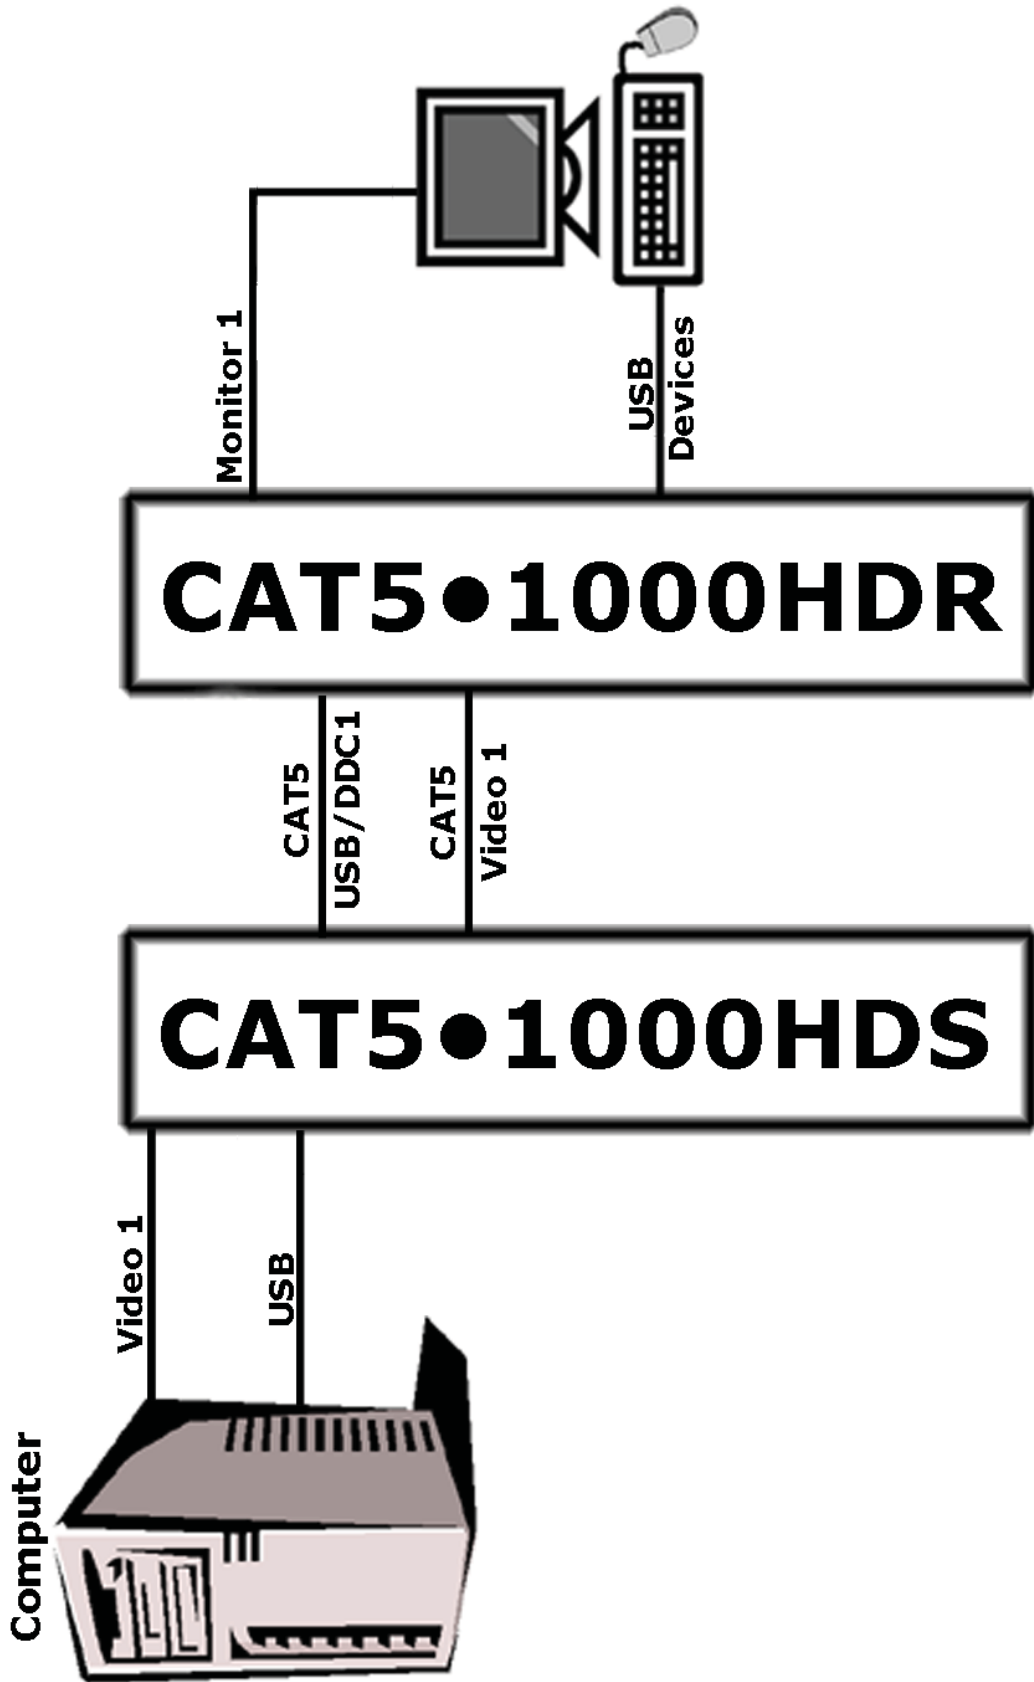 Monitor 1
USB
Devices
CAT5•1000HDR
CAT5
USB/DDC1
CAT5
Video 1
CAT5•1000HDS
Video 1
USB
Computer